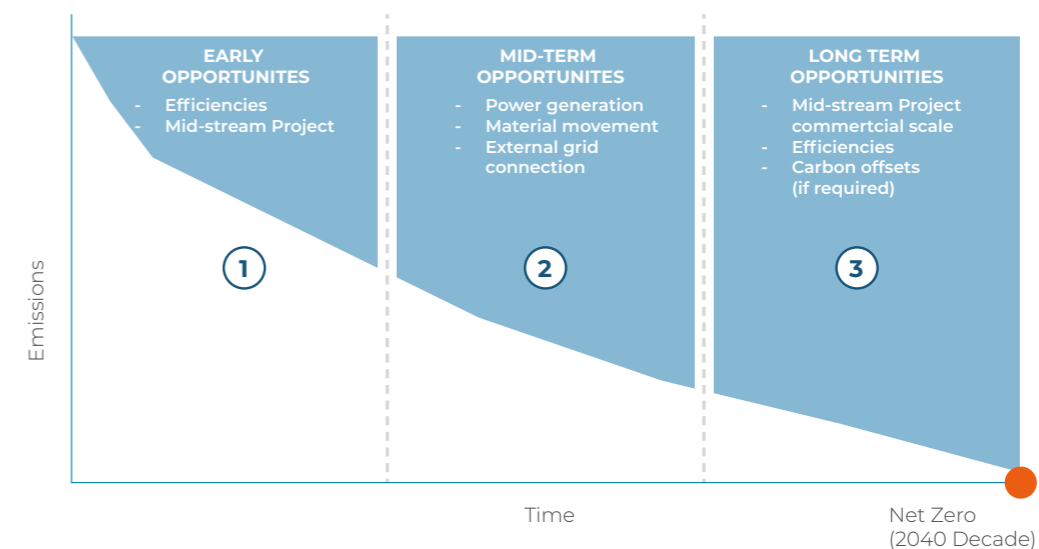 EARLY
OPPORTUNITES
- Efficiencies
- Mid-stream Project
1
MID-TERM
OPPORTUNITES
- Power generation
- Material movement
- External grid
connection
2
LONG TERM
OPPORTUNITIES
- Mid-stream Project
commertcial scale
- Efficiencies
- Carbon offsets
(if required)
3
Emissions
Time
Net Zero
(2040 Decade)